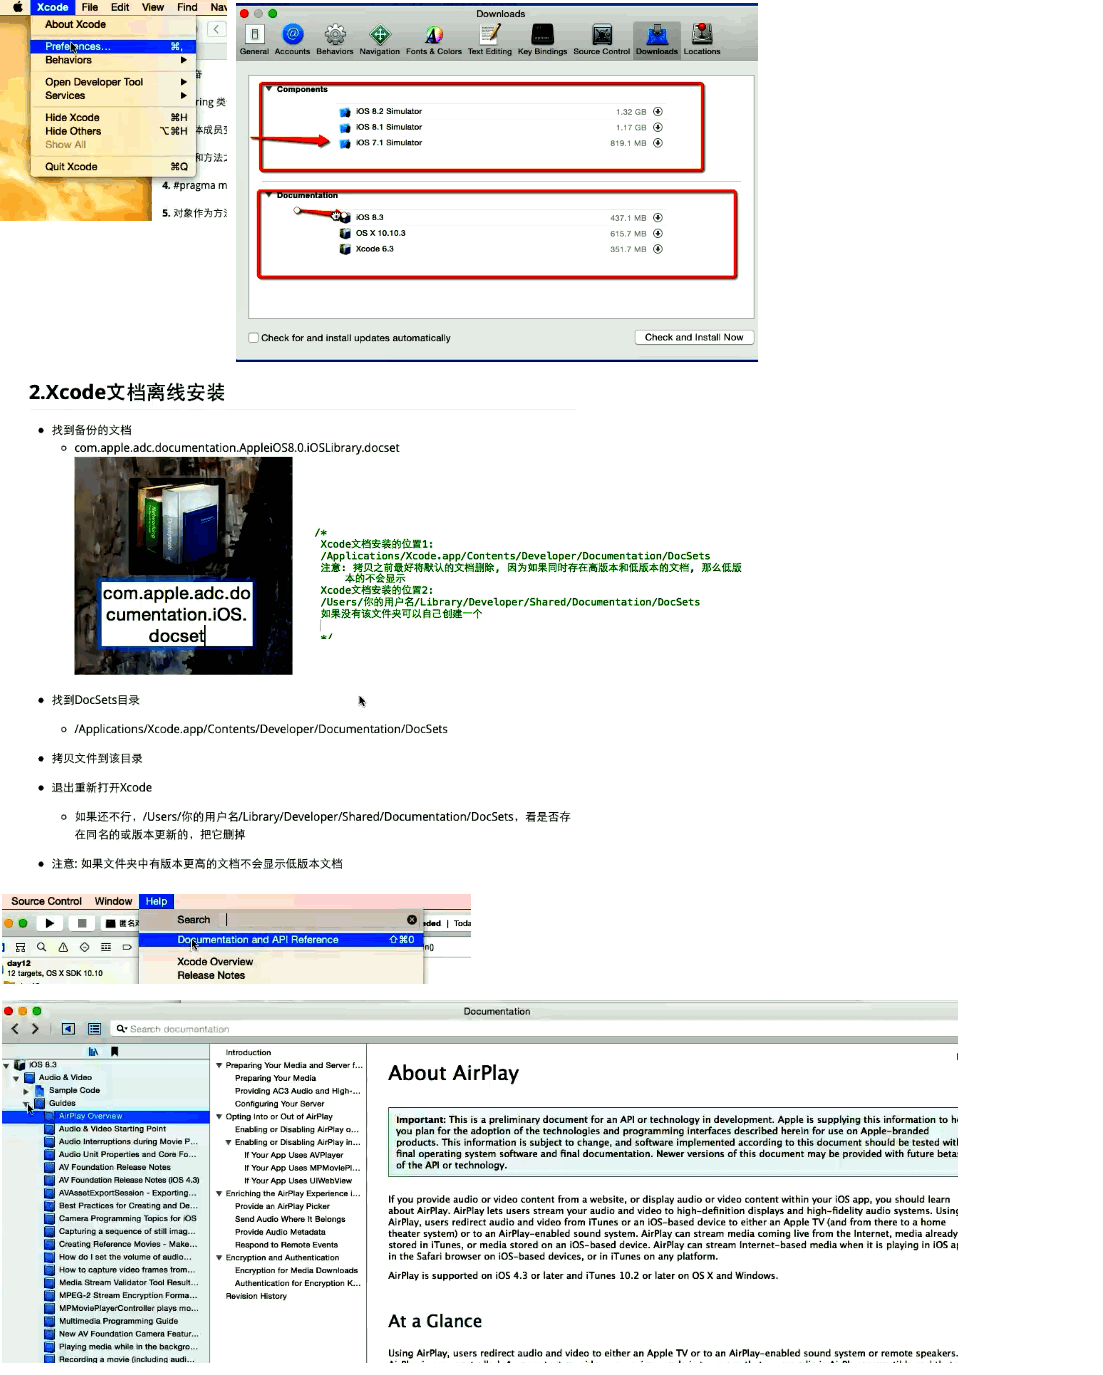 Xcode File Edit View Find Nav
About Xcode
Preferences... ⌘,
Behaviors
Open Developer Tool
Services
Hide Xcode ⌘H
Hide Others ⌥⌘H
Show All
Quit Xcode ⌘Q
ring 类
体成员变
和方法之
4. #pragma m
5. 对象作为方法
Downloads
General Accounts Behaviors Navigation Fonts & Colors Text Editing Key Bindings Source Control Downloads Locations
Components
iOS 8.2 Simulator 1.32 GB
iOS 8.1 Simulator 1.17 GB
iOS 7.1 Simulator 819.1 MB
Documentation
iOS 8.3 437.1 MB
OS X 10.10.3 615.7 MB
Xcode 6.3 351.7 MB
Check for and install updates automatically Check and Install Now
2.Xcode文档离线安装
找到备份的文档
com.apple.adc.documentation.AppleiOS8.0.iOSLibrary.docset
com.apple.adc.do
cumentation.iOS.
docset
/*
Xcode文档安装的位置1:
/Applications/Xcode.app/Contents/Developer/Documentation/DocSets
注意: 拷贝之前最好将默认的文档删除, 因为如果同时存在高版本和低版本的文档, 那么低版
本的不会显示
Xcode文档安装的位置2:
/Users/你的用户名/Library/Developer/Shared/Documentation/DocSets
如果没有该文件夹可以自己创建一个
*/
找到DocSets目录
/Applications/Xcode.app/Contents/Developer/Documentation/DocSets
拷贝文件到该目录
退出重新打开Xcode
如果还不行，/Users/你的用户名/Library/Developer/Shared/Documentation/DocSets，看是否存
在同名的或版本更新的，把它删掉
注意: 如果文件夹中有版本更高的文档不会显示低版本文档
Source Control Window Help
Search
Documentation and API Reference ⇧⌘0
Xcode Overview
Release Notes
day12
12 targets, OS X SDK 10.10
Documentation
Search documentation
iOS 8.3
Audio & Video
Sample Code
Guides
AirPlay Overview
Audio & Video Starting Point
Audio Interruptions during Movie P...
Audio Unit Properties and Core Fo...
AV Foundation Release Notes
AV Foundation Release Notes (iOS 4.3)
AVAssetExportSession - Exporting...
Best Practices for Creating and De...
Camera Programming Topics for iOS
Capturing a sequence of still imag...
Creating Reference Movies - Make...
How do I set the volume of audio...
How to capture video frames from...
Media Stream Validator Tool Result...
MPEG-2 Stream Encryption Forma...
MPMoviePlayerController plays mo...
Multimedia Programming Guide
New AV Foundation Camera Featur...
Playing media while in the backgro...
Recording a movie (including audi...
Introduction
Preparing Your Media and Server f...
Preparing Your Media
Providing AC3 Audio and High-...
Configuring Your Server
Opting Into or Out of AirPlay
Enabling or Disabling AirPlay o...
Enabling or Disabling AirPlay in...
If Your App Uses AVPlayer
If Your App Uses MPMoviePl...
If Your App Uses UIWebView
Enriching the AirPlay Experience i...
Provide an AirPlay Picker
Send Audio Where It Belongs
Provide Audio Metadata
Respond to Remote Events
Encryption and Authentication
Encryption for Media Downloads
Authentication for Encryption K...
Revision History
About AirPlay
Important: This is a preliminary document for an API or technology in development. Apple is supplying this information to he
you plan for the adoption of the technologies and programming interfaces described herein for use on Apple-branded
products. This information is subject to change, and software implemented according to this document should be tested with
final operating system software and final documentation. Newer versions of this document may be provided with future betas
of the API or technology.
If you provide audio or video content from a website, or display audio or video content within your iOS app, you should learn
about AirPlay. AirPlay lets users stream your audio and video to high-definition displays and high-fidelity audio systems. Using
AirPlay, users redirect audio and video from iTunes or an iOS-based device to either an Apple TV (and from there to a home
theater system) or to an AirPlay-enabled sound system. AirPlay can stream media coming live from the Internet, media already
stored in iTunes, or media stored on an iOS-based device. AirPlay can stream Internet-based media when it is playing in iOS ap
in the Safari browser on iOS-based devices, or in iTunes on any platform.
AirPlay is supported on iOS 4.3 or later and iTunes 10.2 or later on OS X and Windows.
At a Glance
Using AirPlay, users redirect audio and video to either an Apple TV or to an AirPlay-enabled sound system or remote speakers.